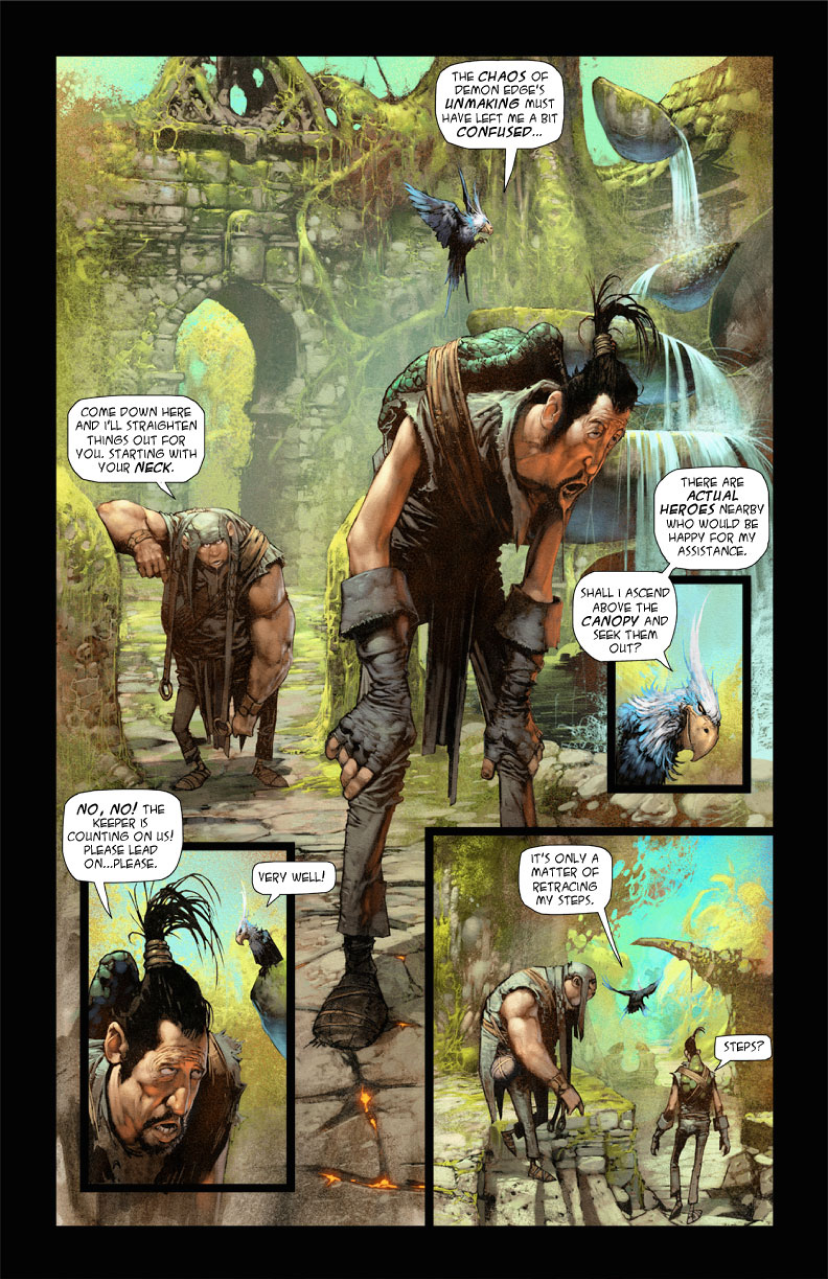 THE CHAOS OF
DEMON EDGE'S
UNMAKING MUST
HAVE LEFT ME A BIT
CONFUSED...
COME DOWN HERE
AND I'LL STRAIGHTEN
THINGS OUT FOR
YOU. STARTING WITH
YOUR NECK.
THERE ARE
ACTUAL
HEROES NEARBY
WHO WOULD BE
HAPPY FOR MY
ASSISTANCE.
SHALL I ASCEND
ABOVE THE
CANOPY AND
SEEK THEM
OUT?
NO, NO! THE
KEEPER IS
COUNTING ON US!
PLEASE LEAD
ON...PLEASE.
VERY WELL!
IT'S ONLY A
MATTER OF
RETRACING
MY STEPS.
STEPS?